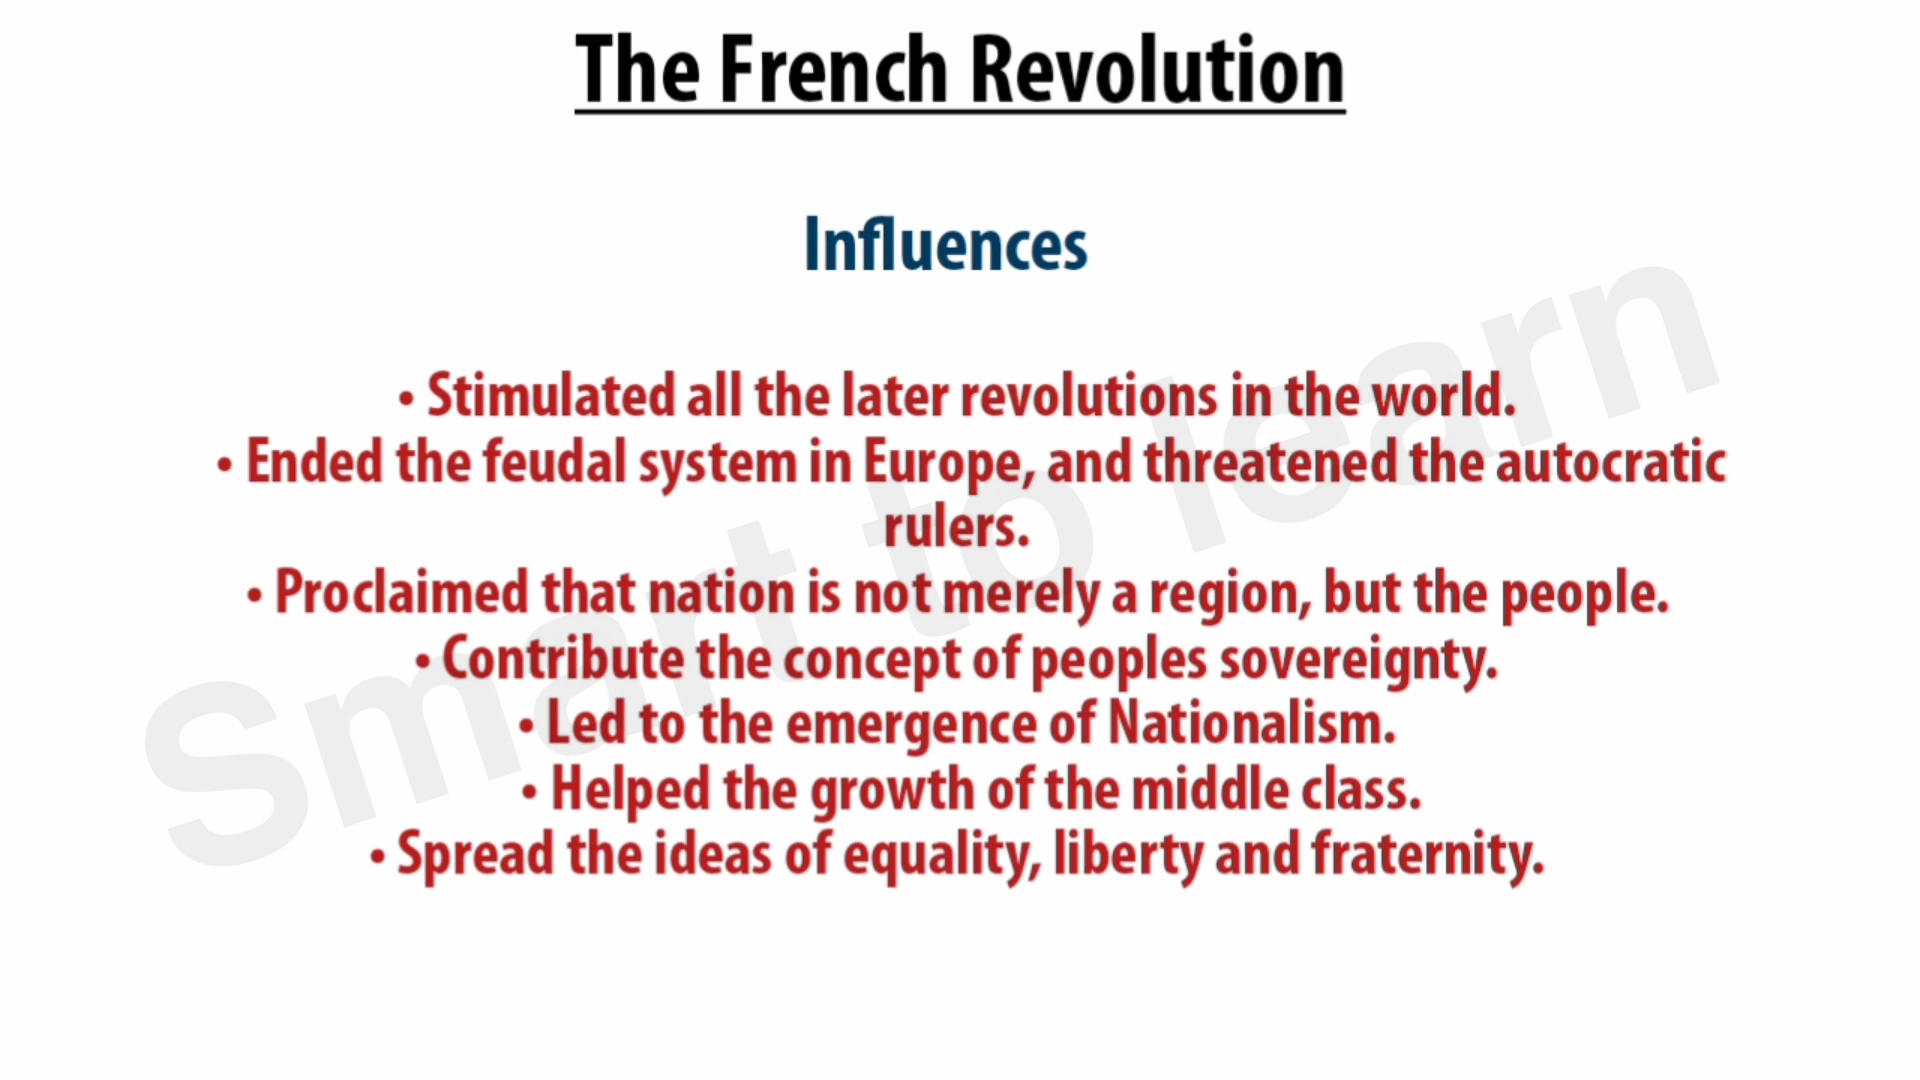 The French Revolution
Influences
• Stimulated all the later revolutions in the world.
• Ended the feudal system in Europe, and threatened the autocratic
rulers.
• Proclaimed that nation is not merely a region, but the people.
• Contribute the concept of peoples sovereignty.
• Led to the emergence of Nationalism.
• Helped the growth of the middle class.
• Spread the ideas of equality, liberty and fraternity.
Smart to learn